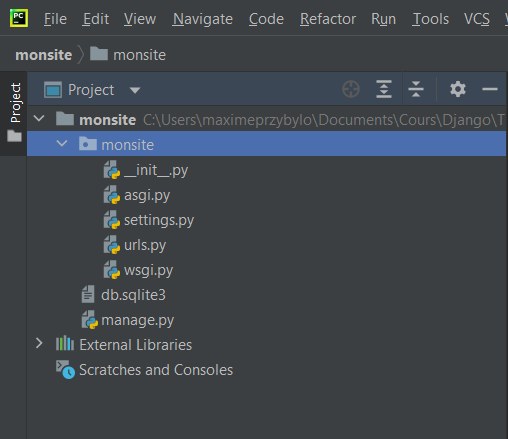 PC File Edit View Navigate Code Refactor Run Tools VCS
monsite monsite
Project Project
monsite C:\Users\maximeprzybylo\Documents\Cours\Django\T
monsite
__init__.py
asgi.py
settings.py
urls.py
wsgi.py
db.sqlite3
manage.py
External Libraries
Scratches and Consoles